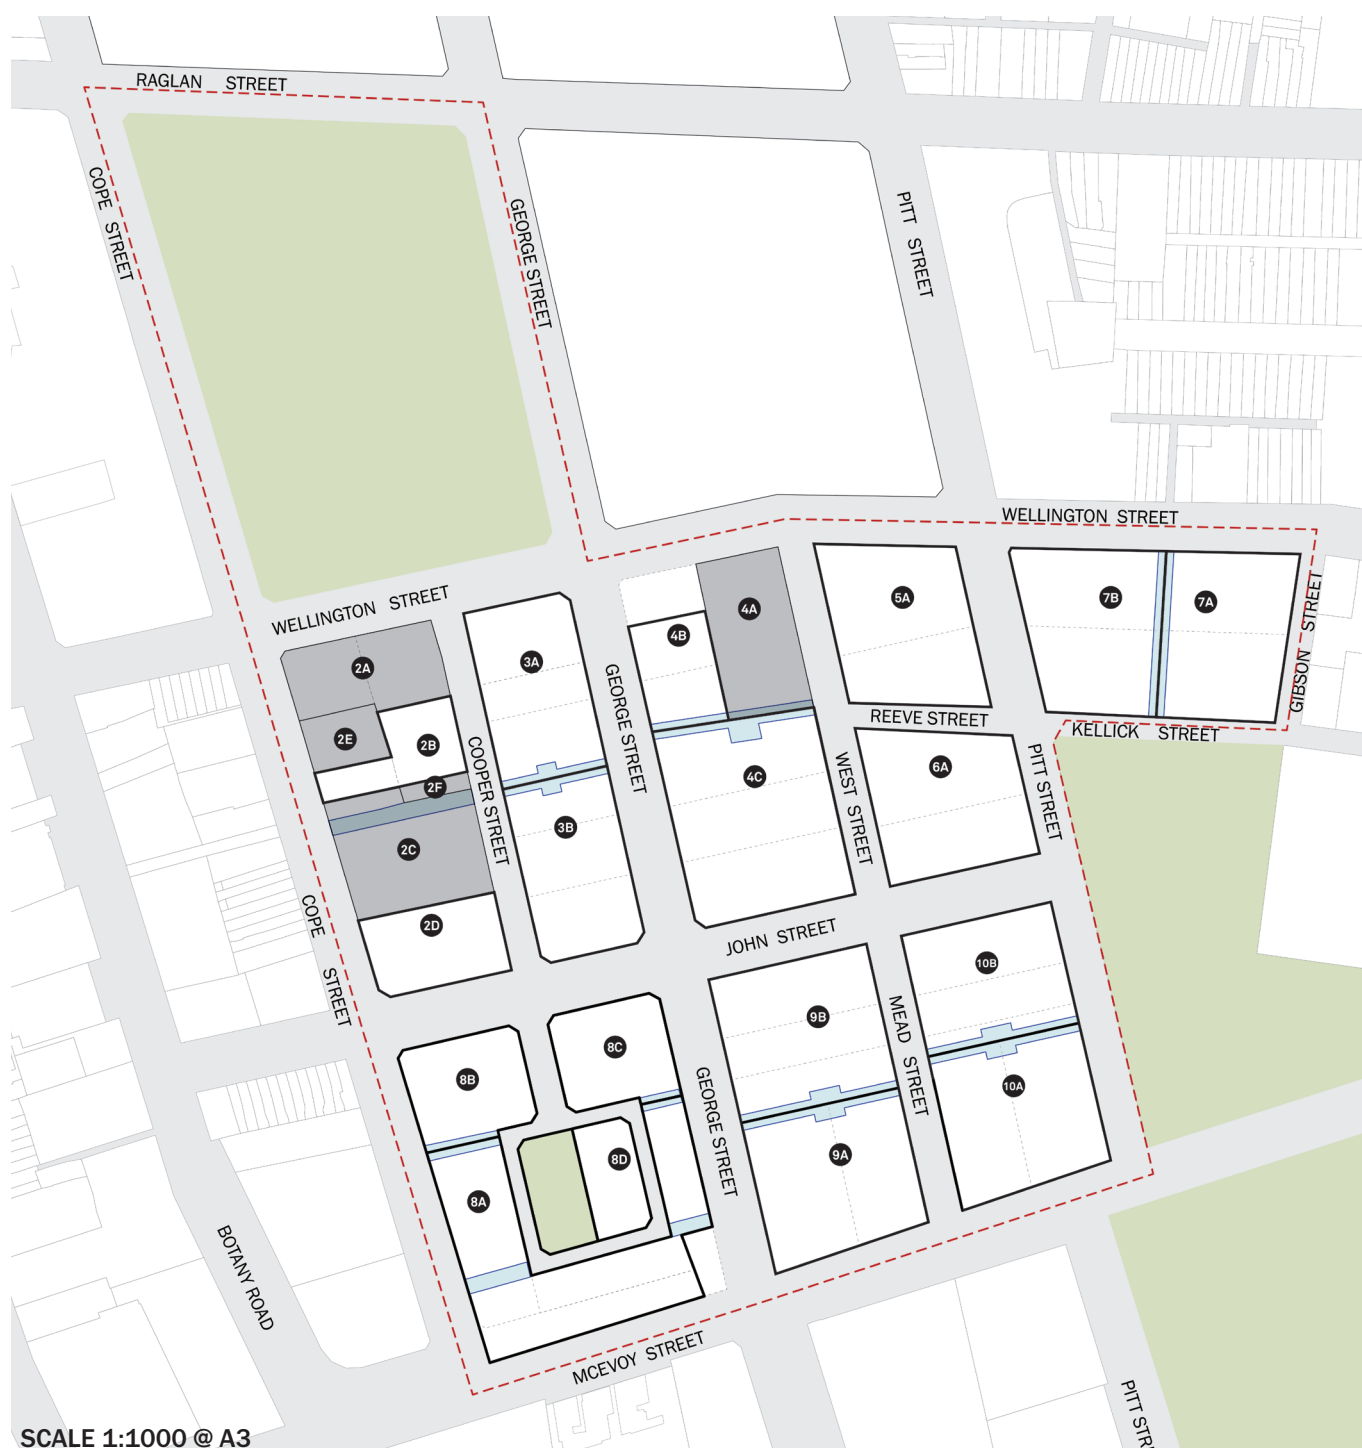 RAGLAN STREET
COPE STREET
GEORGE STREET
PITT STREET
WELLINGTON STREET
WELLINGTON STREET
4A
5A
7B
7A
4B
GIBSON STREET
2A
3A
GEORGE STREET
REEVE STREET
KELLICK STREET
2E
2B
COOPER STREET
2F
4C
WEST STREET
6A
PITT STREET
3B
2C
2D
COPE STREET
JOHN STREET
10B
9B
MEAD STREET
8C
8B
10A
GEORGE STREET
9A
8D
8A
BOTANY ROAD
MCEVOY STREET
PITT STR
SCALE 1:1000 @ A3